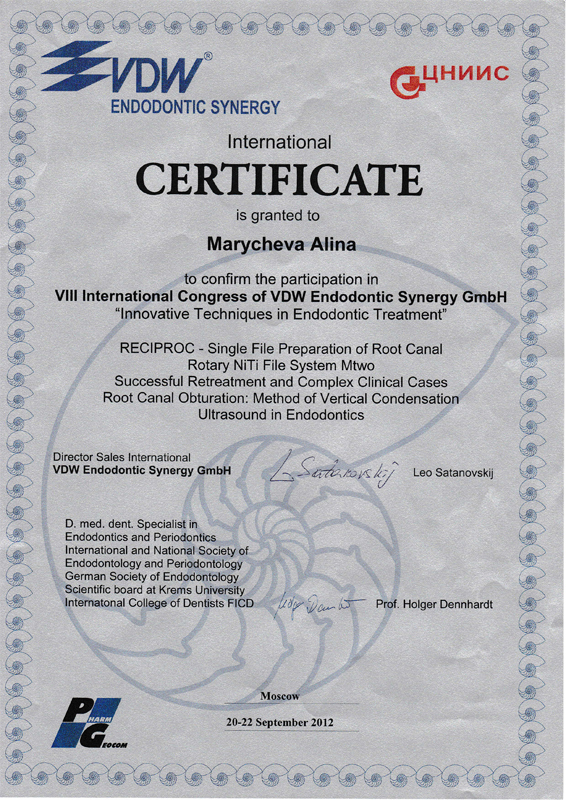 VDW®
ENDODONTIC SYNERGY
ЦНИИС
International
CERTIFICATE
is granted to
Marycheva Alina
to confirm the participation in
VIII International Congress of VDW Endodontic Synergy GmbH
“Innovative Techniques in Endodontic Treatment”
RECIPROC - Single File Preparation of Root Canal
Rotary NiTi File System Mtwo
Successful Retreatment and Complex Clinical Cases
Root Canal Obturation: Method of Vertical Condensation
Ultrasound in Endodontics
Director Sales International
VDW Endodontic Synergy GmbH
L. Satanovskij
Leo Satanovskij
D. med. dent. Specialist in
Endodontics and Periodontics
International and National Society of
Endodontology and Periodontology
German Society of Endodontology
Scientific board at Krems University
Internatonal College of Dentists FICD
Prof. Holger Dennhardt
PHARM
GEOCOM
Moscow
20-22 September 2012